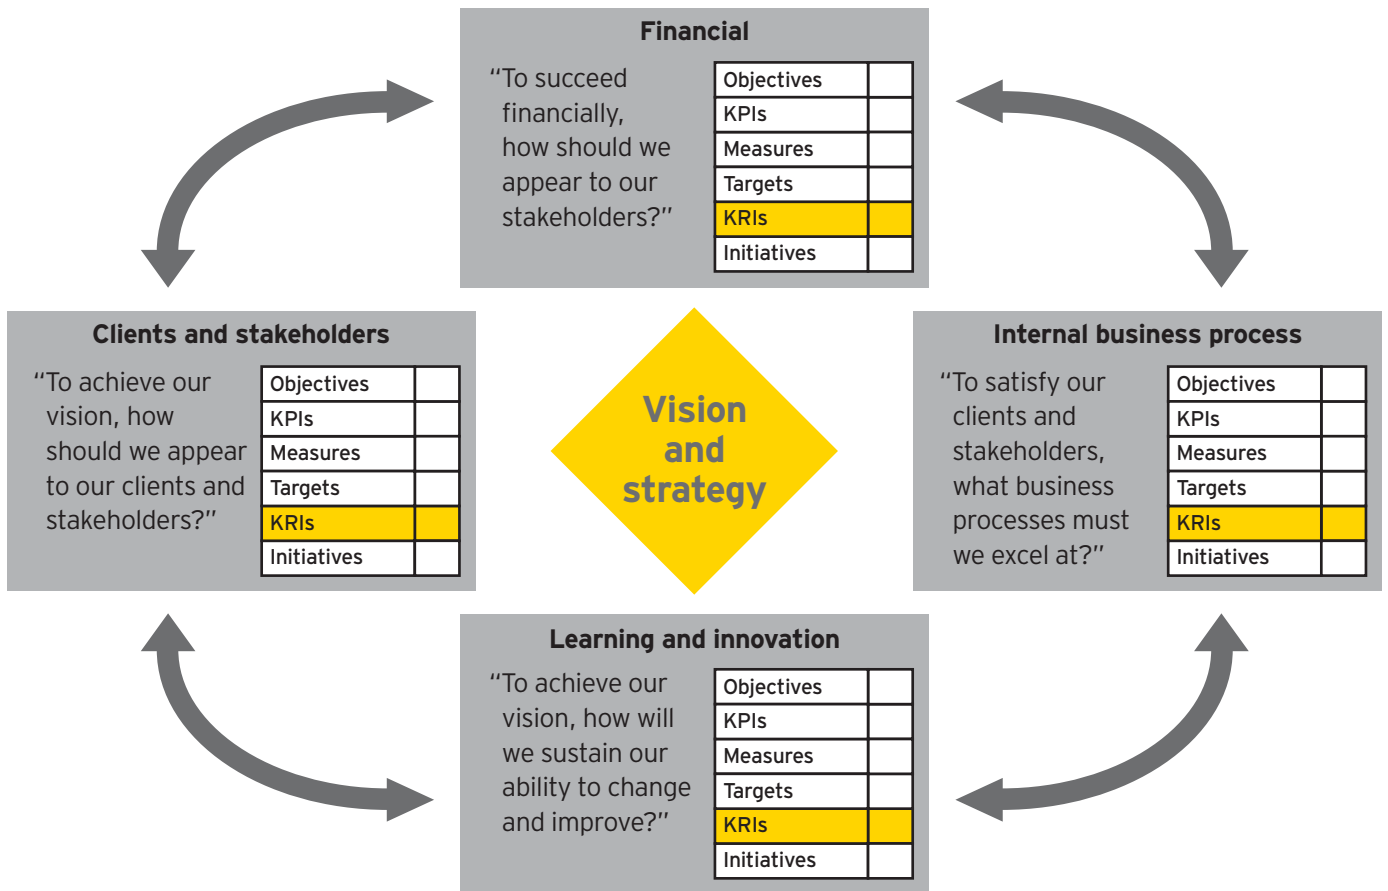 Financial
“To succeed
financially,
how should we
appear to our
stakeholders?”
Objectives
KPIs
Measures
Targets
KRIs
Initiatives
Clients and stakeholders
“To achieve our
vision, how
should we appear
to our clients and
stakeholders?”
Objectives
KPIs
Measures
Targets
KRIs
Initiatives
Vision
and
strategy
Internal business process
“To satisfy our
clients and
stakeholders,
what business
processes must
we excel at?”
Objectives
KPIs
Measures
Targets
KRIs
Initiatives
Learning and innovation
“To achieve our
vision, how will
we sustain our
ability to change
and improve?”
Objectives
KPIs
Measures
Targets
KRIs
Initiatives